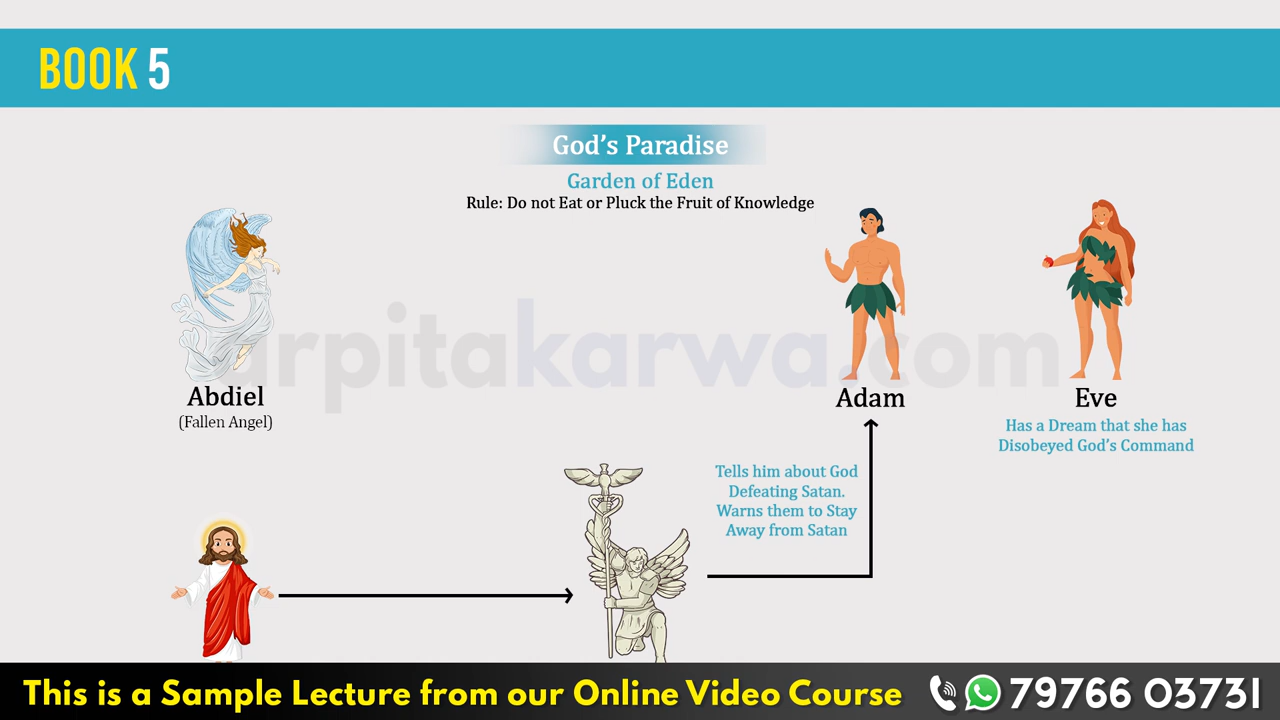 BOOK 5
God's Paradise
Garden of Eden
Rule: Do not Eat or Pluck the Fruit of Knowledge
arpitakarwa.com
Abdiel
(Fallen Angel)
Adam
Eve
Has a Dream that she has
Disobeyed God's Command
Tells him about God
Defeating Satan.
Warns them to Stay
Away from Satan
This is a Sample Lecture from our Online Video Course
79766 03731